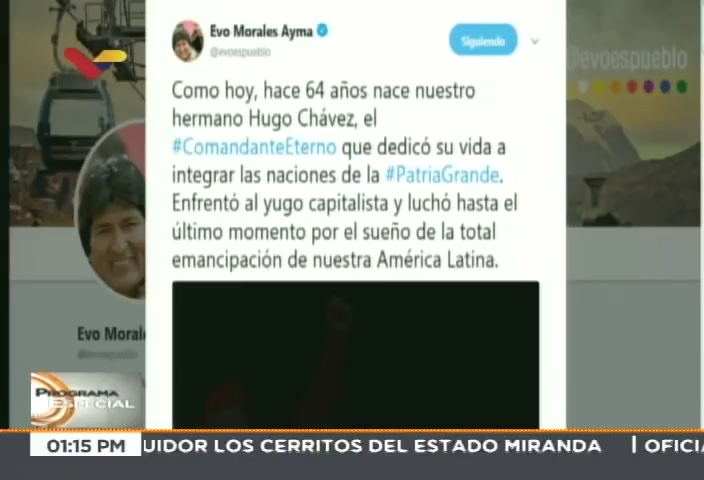 Evo Morales Ayma
@evoespueblo
Siguiendo
@evoespueblo
Como hoy, hace 64 años nace nuestro
hermano Hugo Chávez, el
#ComandanteEterno que dedicó su vida a
integrar las naciones de la #PatriaGrande.
Enfrentó al yugo capitalista y luchó hasta el
último momento por el sueño de la total
emancipación de nuestra América Latina.
Evo Moral
@evoespueblo
PROGRAMA
ESPECIAL
01:15 PM
UIDOR LOS CERRITOS DEL ESTADO MIRANDA | OFICI